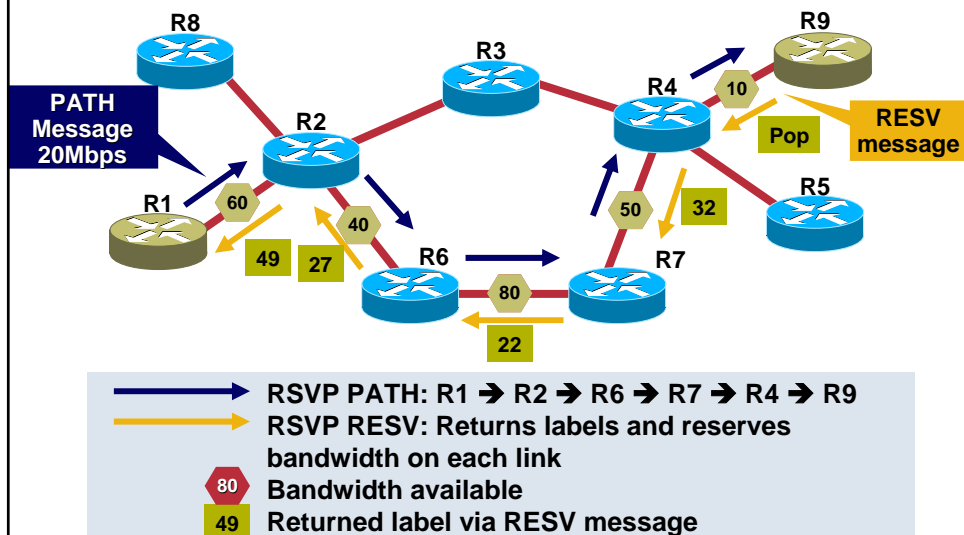 R8
R9
R3
R4
10
PATH
Message
20Mbps
R2
Pop
RESV
message
R1
60
R5
50
32
40
49
27
R6
R7
80
22
RSVP PATH: R1 ➔ R2 ➔ R6 ➔ R7 ➔ R4 ➔ R9
RSVP RESV: Returns labels and reserves
bandwidth on each link
80 Bandwidth available
49 Returned label via RESV message